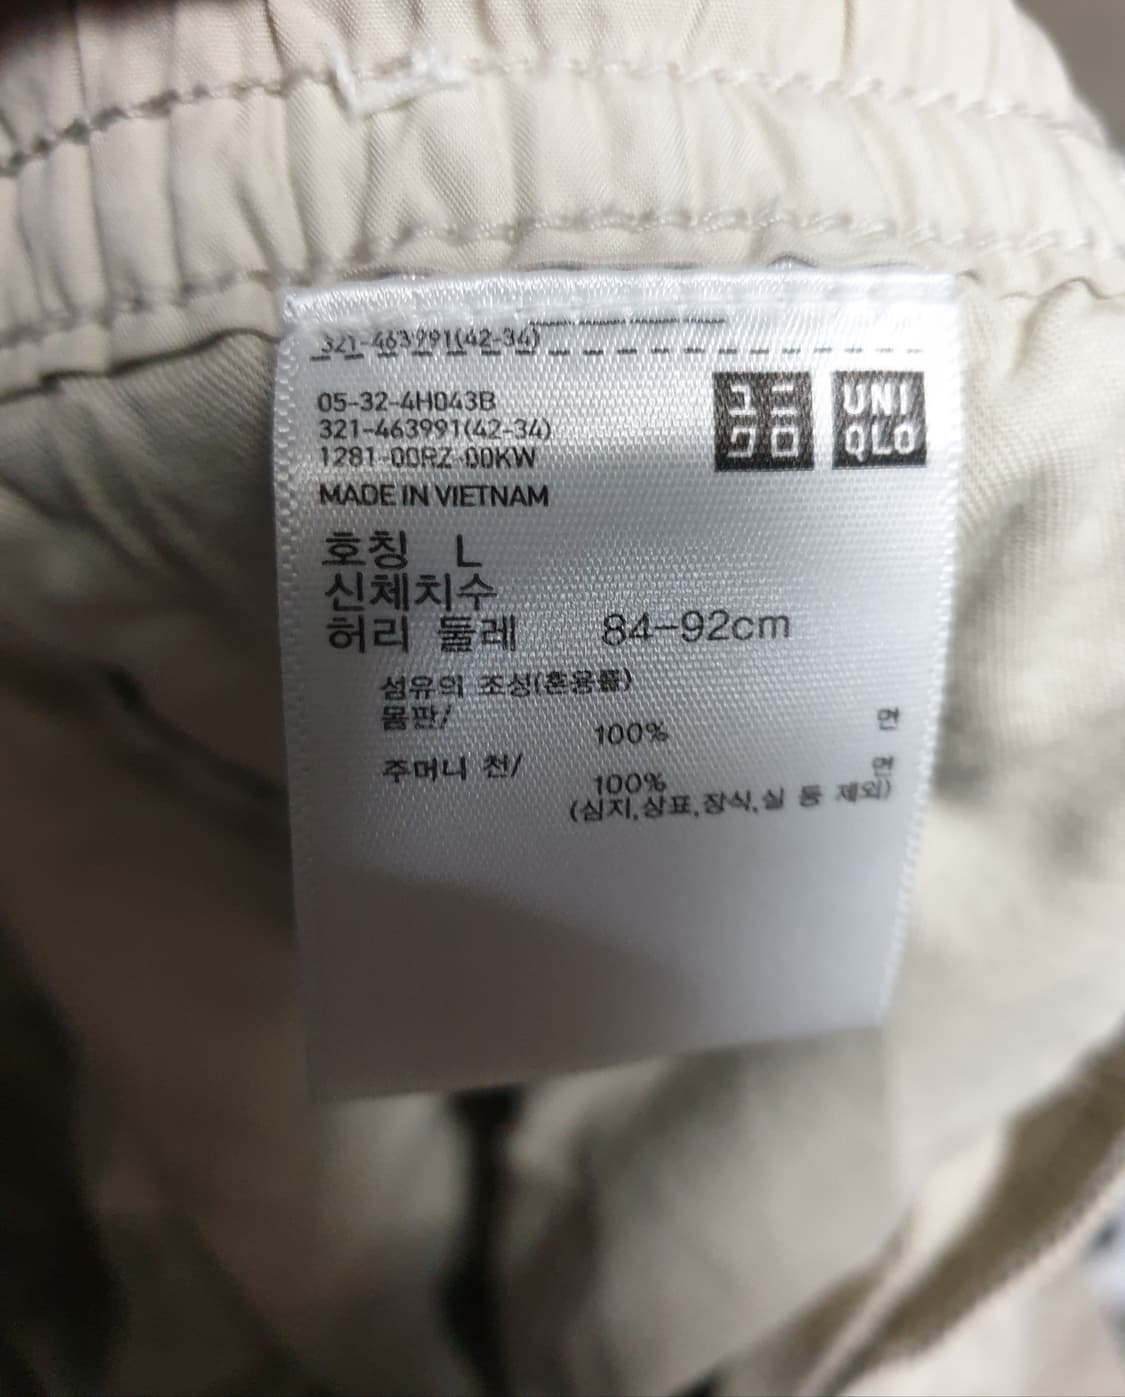 321-463991(42-34)
05-32-4H043B
321-463991(42-34)
1281-00RZ-00KW
MADE IN VIETNAM
ユニ
クロ
UNI
QLO
호칭 L
신체치수
허리 둘레 84-92cm
섬유의 조성(혼용률)
몸판/
100% 면
주머니 천/
100% 면
(심지,상표,장식,실 등 제외)